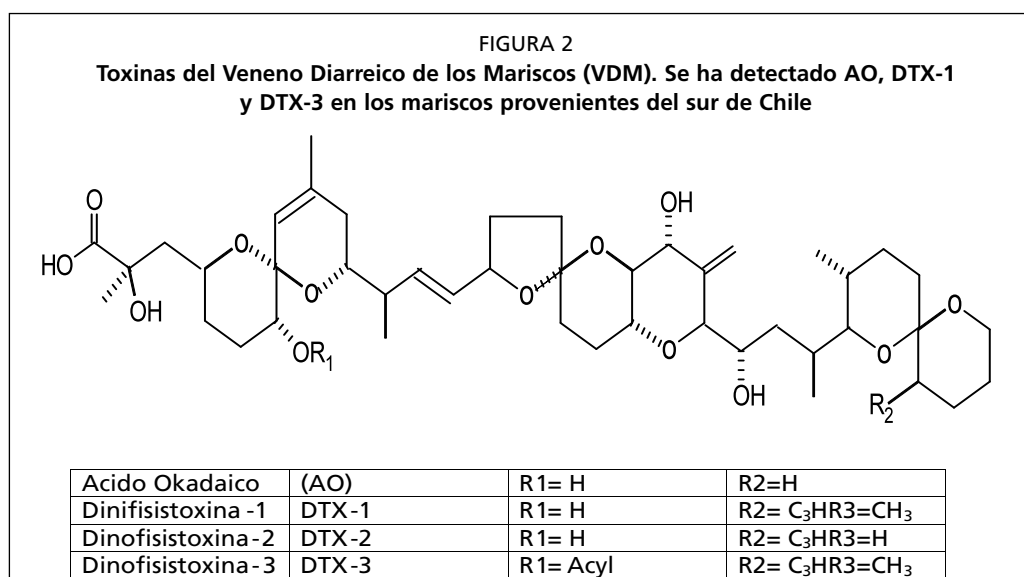 FIGURA 2
Toxinas del Veneno Diarreico de los Mariscos (VDM). Se ha detectado AO, DTX-1
y DTX-3 en los mariscos provenientes del sur de Chile
O
HO
OH
O
O
OR₁
O
O
OH
O
OH
O
O
R₂
Acido Okadaico (AO) R1= H R2=H
Dinifisistoxina -1 DTX-1 R1= H R2= C₃HR3=CH₃
Dinofisistoxina-2 DTX-2 R1= H R2= C₃HR3=H
Dinofisistoxina-3 DTX-3 R1= Acyl R2= C₃HR3=CH₃